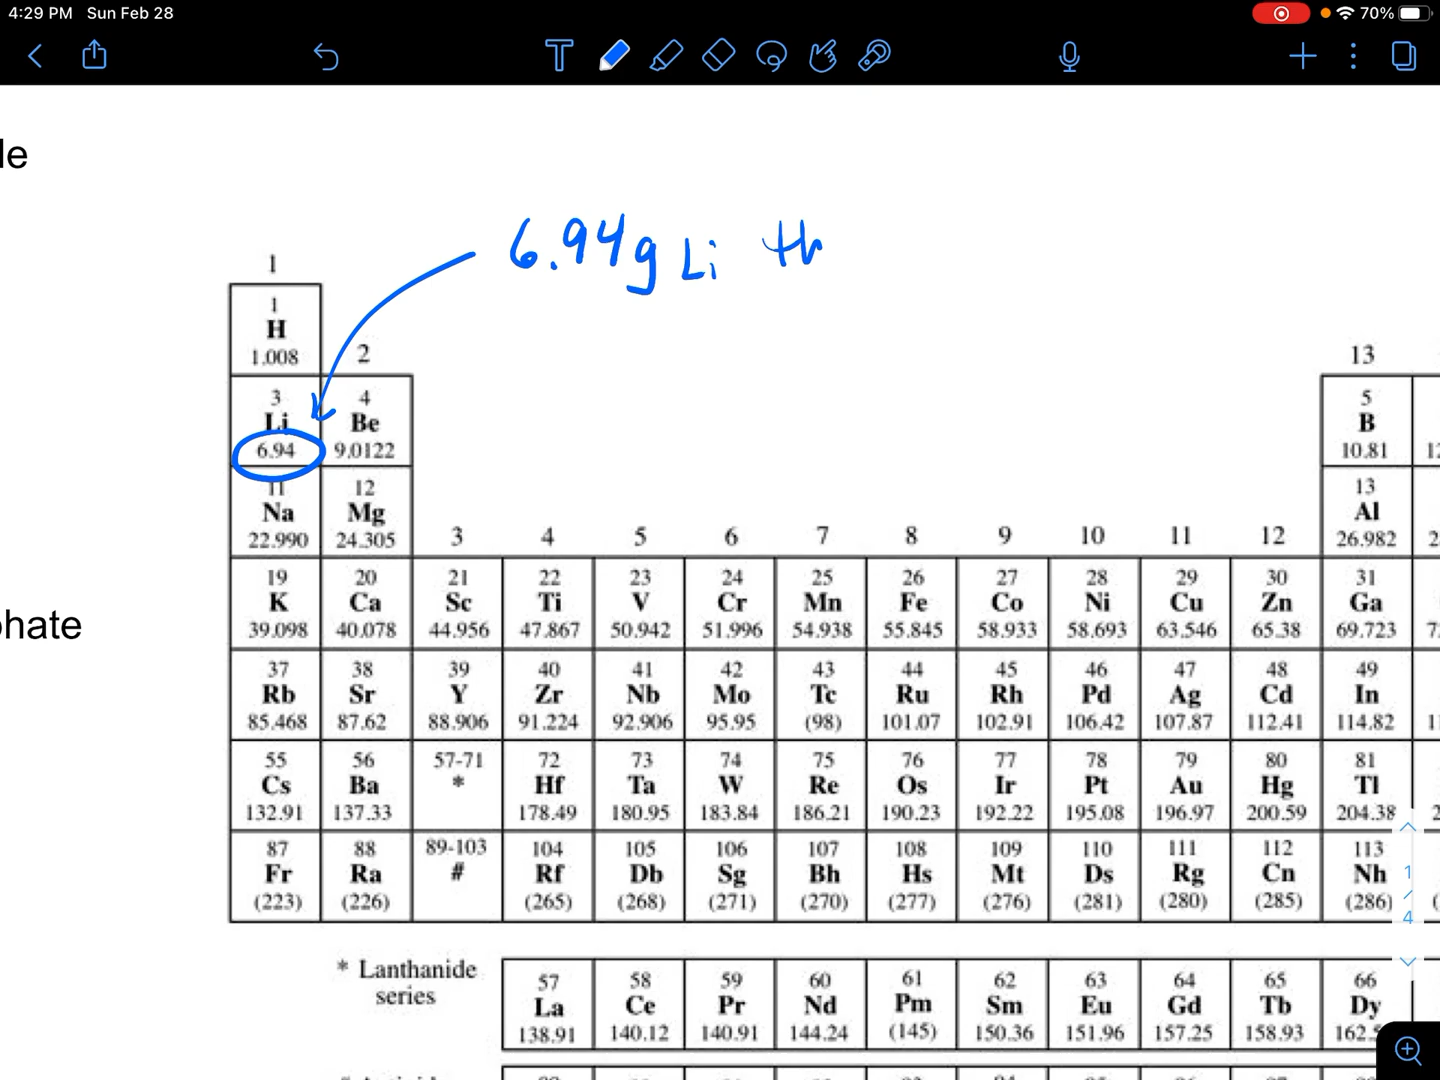 4:29 PM Sun Feb 28 70%
T
le
6.94g Li th
1
1
H
1.008
2 13
3 4 5
Li Be B
6.94 9.0122 10.81
11 12 13
Na Mg Al
22.990 24.305 3 4 5 6 7 8 9 10 11 12 26.982
19 20 21 22 23 24 25 26 27 28 29 30 31
phate K Ca Sc Ti V Cr Mn Fe Co Ni Cu Zn Ga
39.098 40.078 44.956 47.867 50.942 51.996 54.938 55.845 58.933 58.693 63.546 65.38 69.723
37 38 39 40 41 42 43 44 45 46 47 48 49
Rb Sr Y Zr Nb Mo Tc Ru Rh Pd Ag Cd In
85.468 87.62 88.906 91.224 92.906 95.95 (98) 101.07 102.91 106.42 107.87 112.41 114.82
55 56 57-71 72 73 74 75 76 77 78 79 80 81
Cs Ba * Hf Ta W Re Os Ir Pt Au Hg Tl
132.91 137.33 178.49 180.95 183.84 186.21 190.23 192.22 195.08 196.97 200.59 204.38
87 88 89-103 104 105 106 107 108 109 110 111 112 113
Fr Ra # Rf Db Sg Bh Hs Mt Ds Rg Cn Nh
(223) (226) (265) (268) (271) (270) (277) (276) (281) (280) (285) (286)
1/4
* Lanthanide
series
57 58 59 60 61 62 63 64 65 66
La Ce Pr Nd Pm Sm Eu Gd Tb Dy
138.91 140.12 140.91 144.24 (145) 150.36 151.96 157.25 158.93